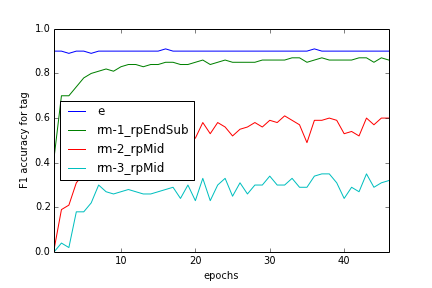 1.0
0.8
0.6
0.4
0.2
0.0
F1 accuracy for tag
e
rm-1_rpEndSub
rm-2_rpMid
rm-3_rpMid
10
20
30
40
epochs